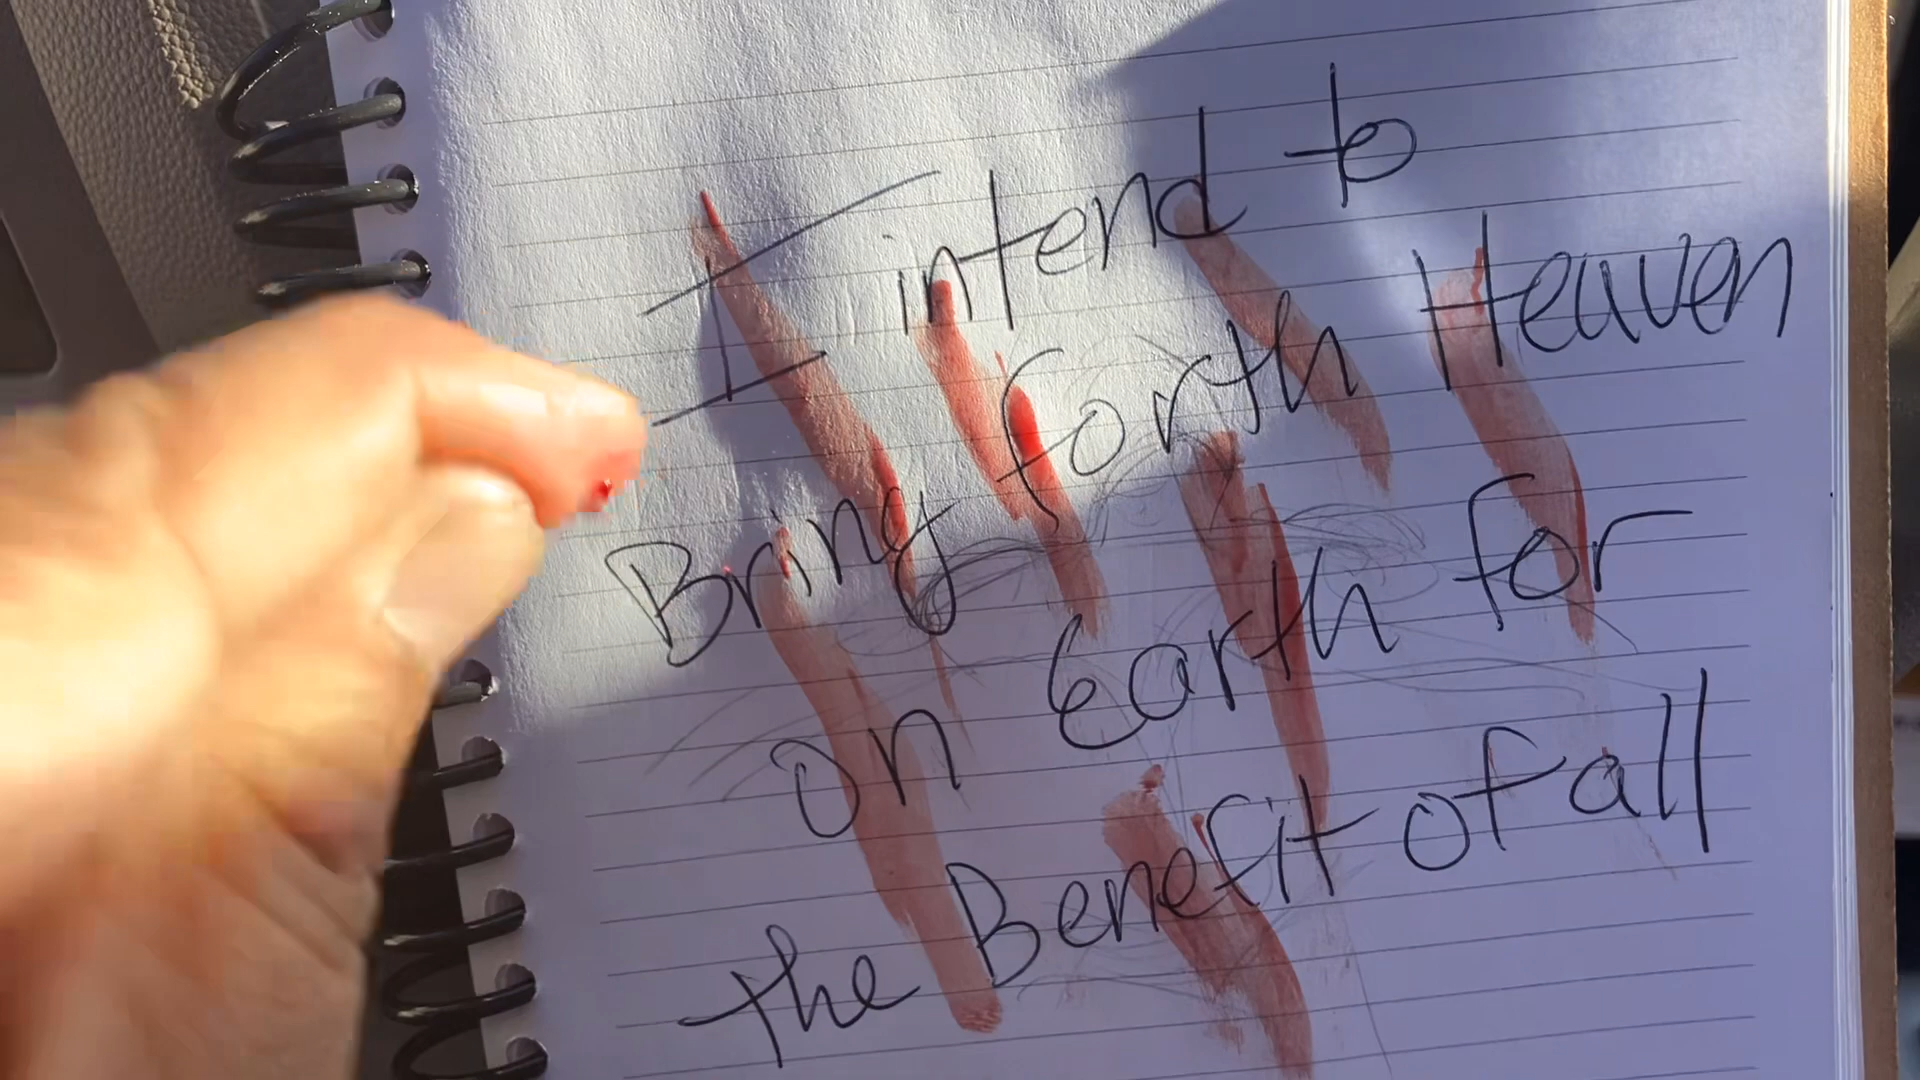 I intend to
Bring forth Heaven
on Earth for
the Benefit of all